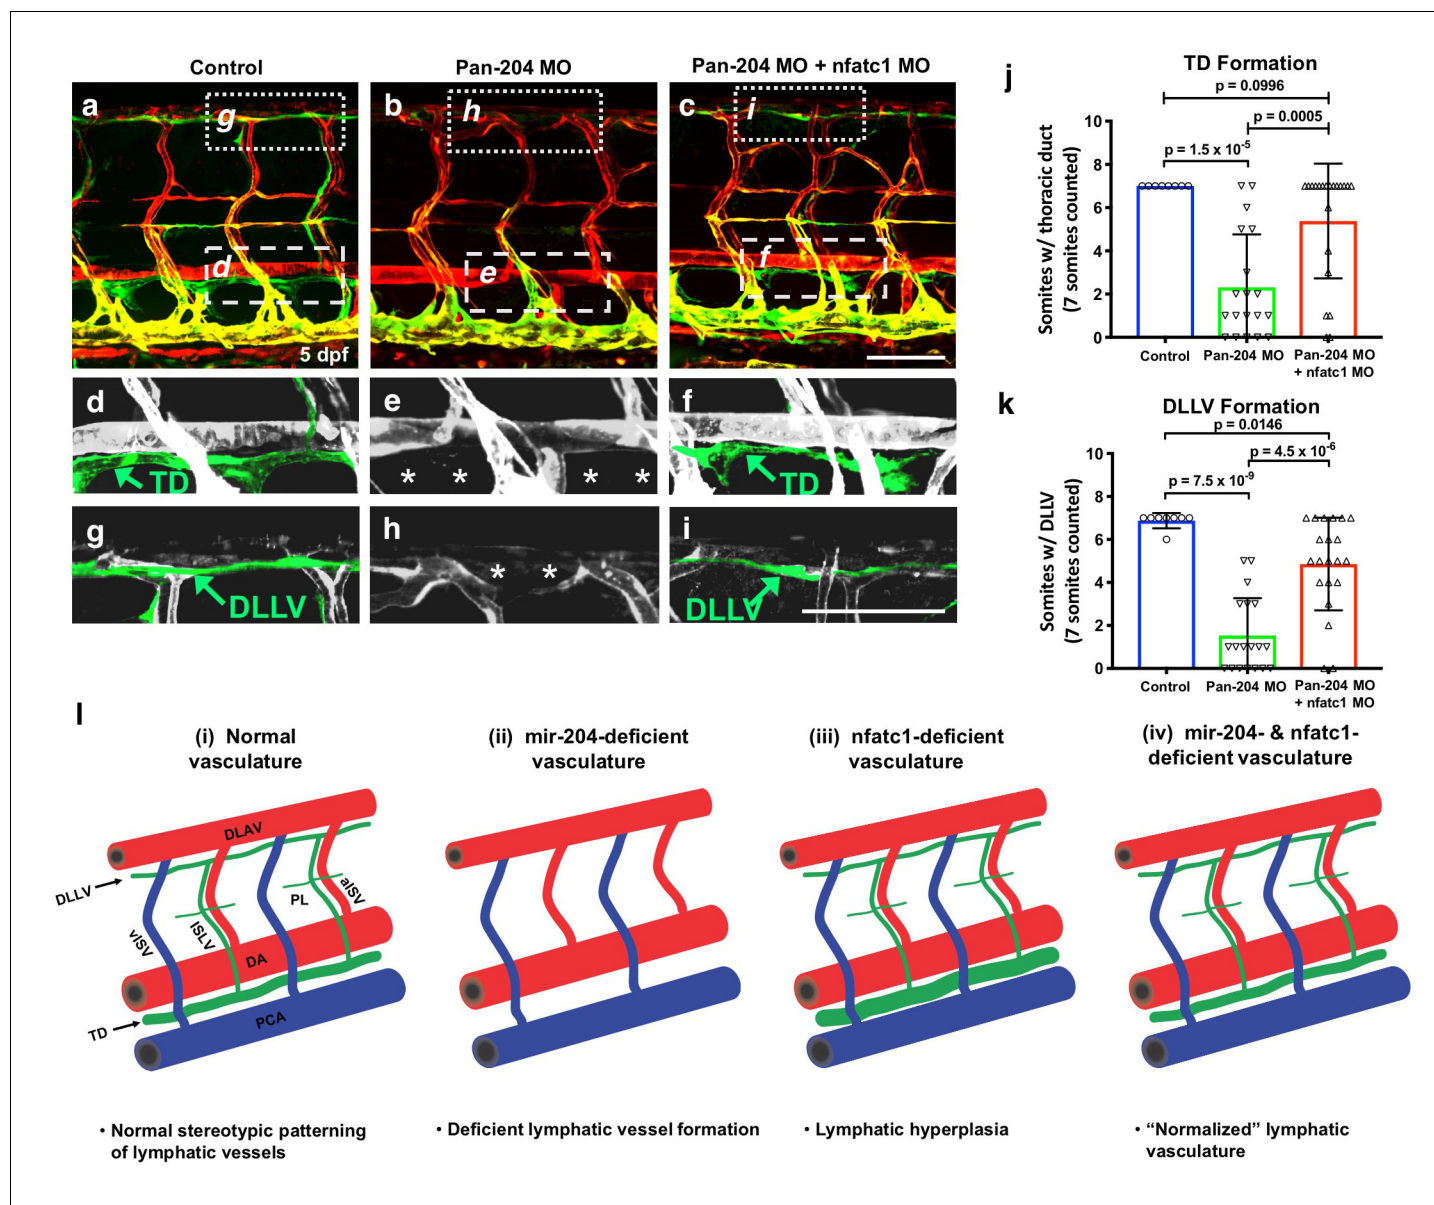 Control
Pan-204 MO
Pan-204 MO + nfatc1 MO
a
g
d
5 dpf
b
h
e
c
i
f
d
TD
e
* * * *
f
TD
g
DLLV
h
* *
i
DLLV
j
TD Formation
p = 0.0996
p = 0.0005
p = 1.5 x 10-5
Somites w/ thoracic duct
(7 somites counted)
10
8
6
4
2
0
Control
Pan-204 MO
Pan-204 MO
+ nfatc1 MO
k
DLLV Formation
p = 0.0146
p = 4.5 x 10-6
p = 7.5 x 10-9
Somites w/ DLLV
(7 somites counted)
10
8
6
4
2
0
Control
Pan-204 MO
Pan-204 MO
+ nfatc1 MO
l
(i) Normal
vasculature
DLAV
DLLV
PL
aISV
vISV
ISLV
DA
TD
PCA
• Normal stereotypic patterning
of lymphatic vessels
(ii) mir-204-deficient
vasculature
• Deficient lymphatic vessel formation
(iii) nfatc1-deficient
vasculature
• Lymphatic hyperplasia
(iv) mir-204- & nfatc1-
deficient vasculature
• “Normalized” lymphatic
vasculature